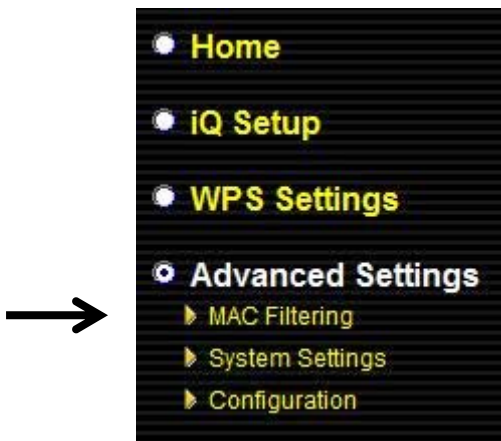 Home
iQ Setup
WPS Settings
Advanced Settings
MAC Filtering
System Settings
Configuration